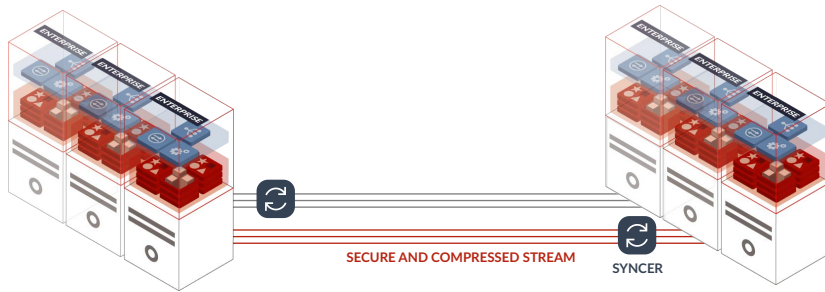 ENTERPRISE
ENTERPRISE
ENTERPRISE
ENTERPRISE
ENTERPRISE
ENTERPRISE
SECURE AND COMPRESSED STREAM
SYNCER